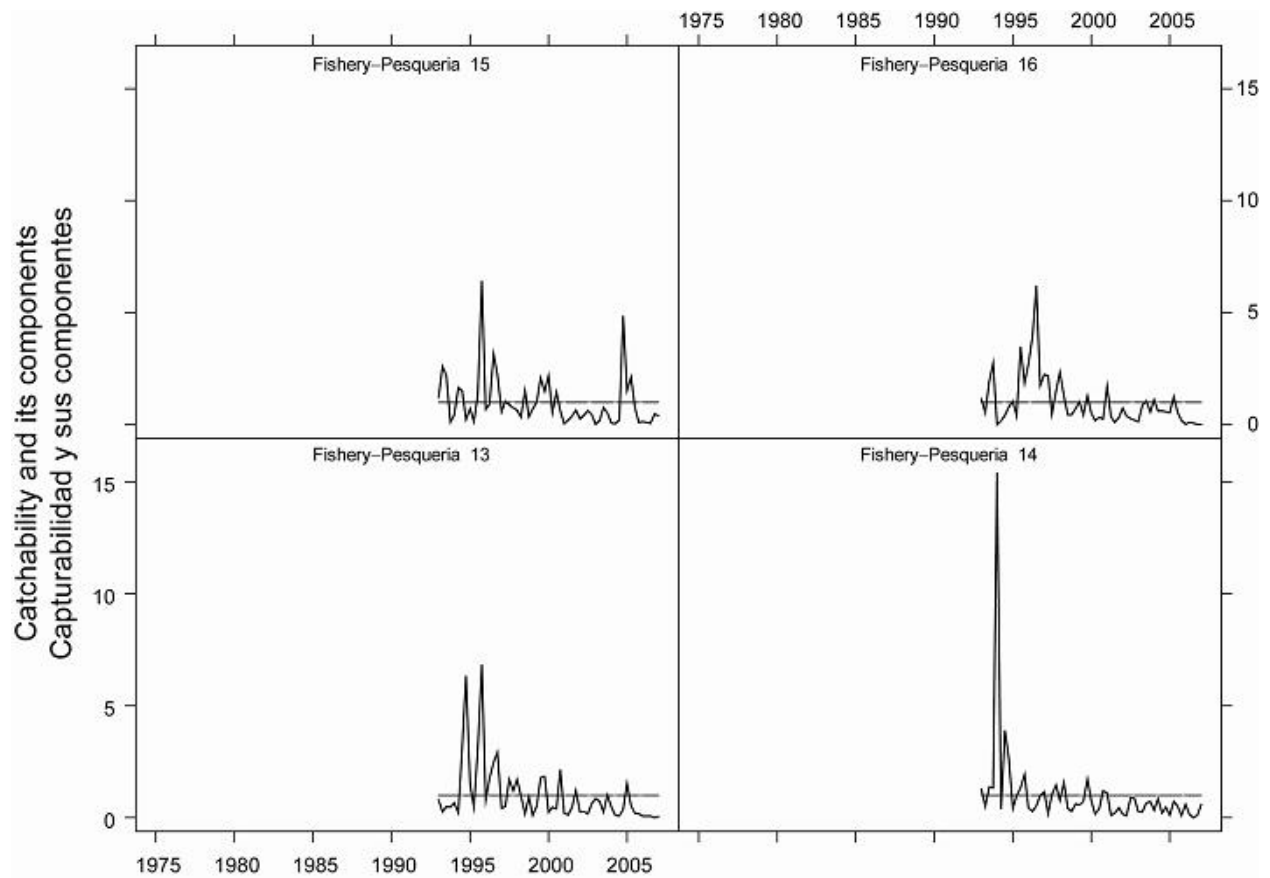 1975 1980 1985 1990 1995 2000 2005
Fishery–Pesqueria 15
Fishery–Pesqueria 16
15
10
5
0
Catchability and its components
Capturabilidad y sus componentes
Fishery–Pesqueria 13
Fishery–Pesqueria 14
15
10
5
0
1975 1980 1985 1990 1995 2000 2005